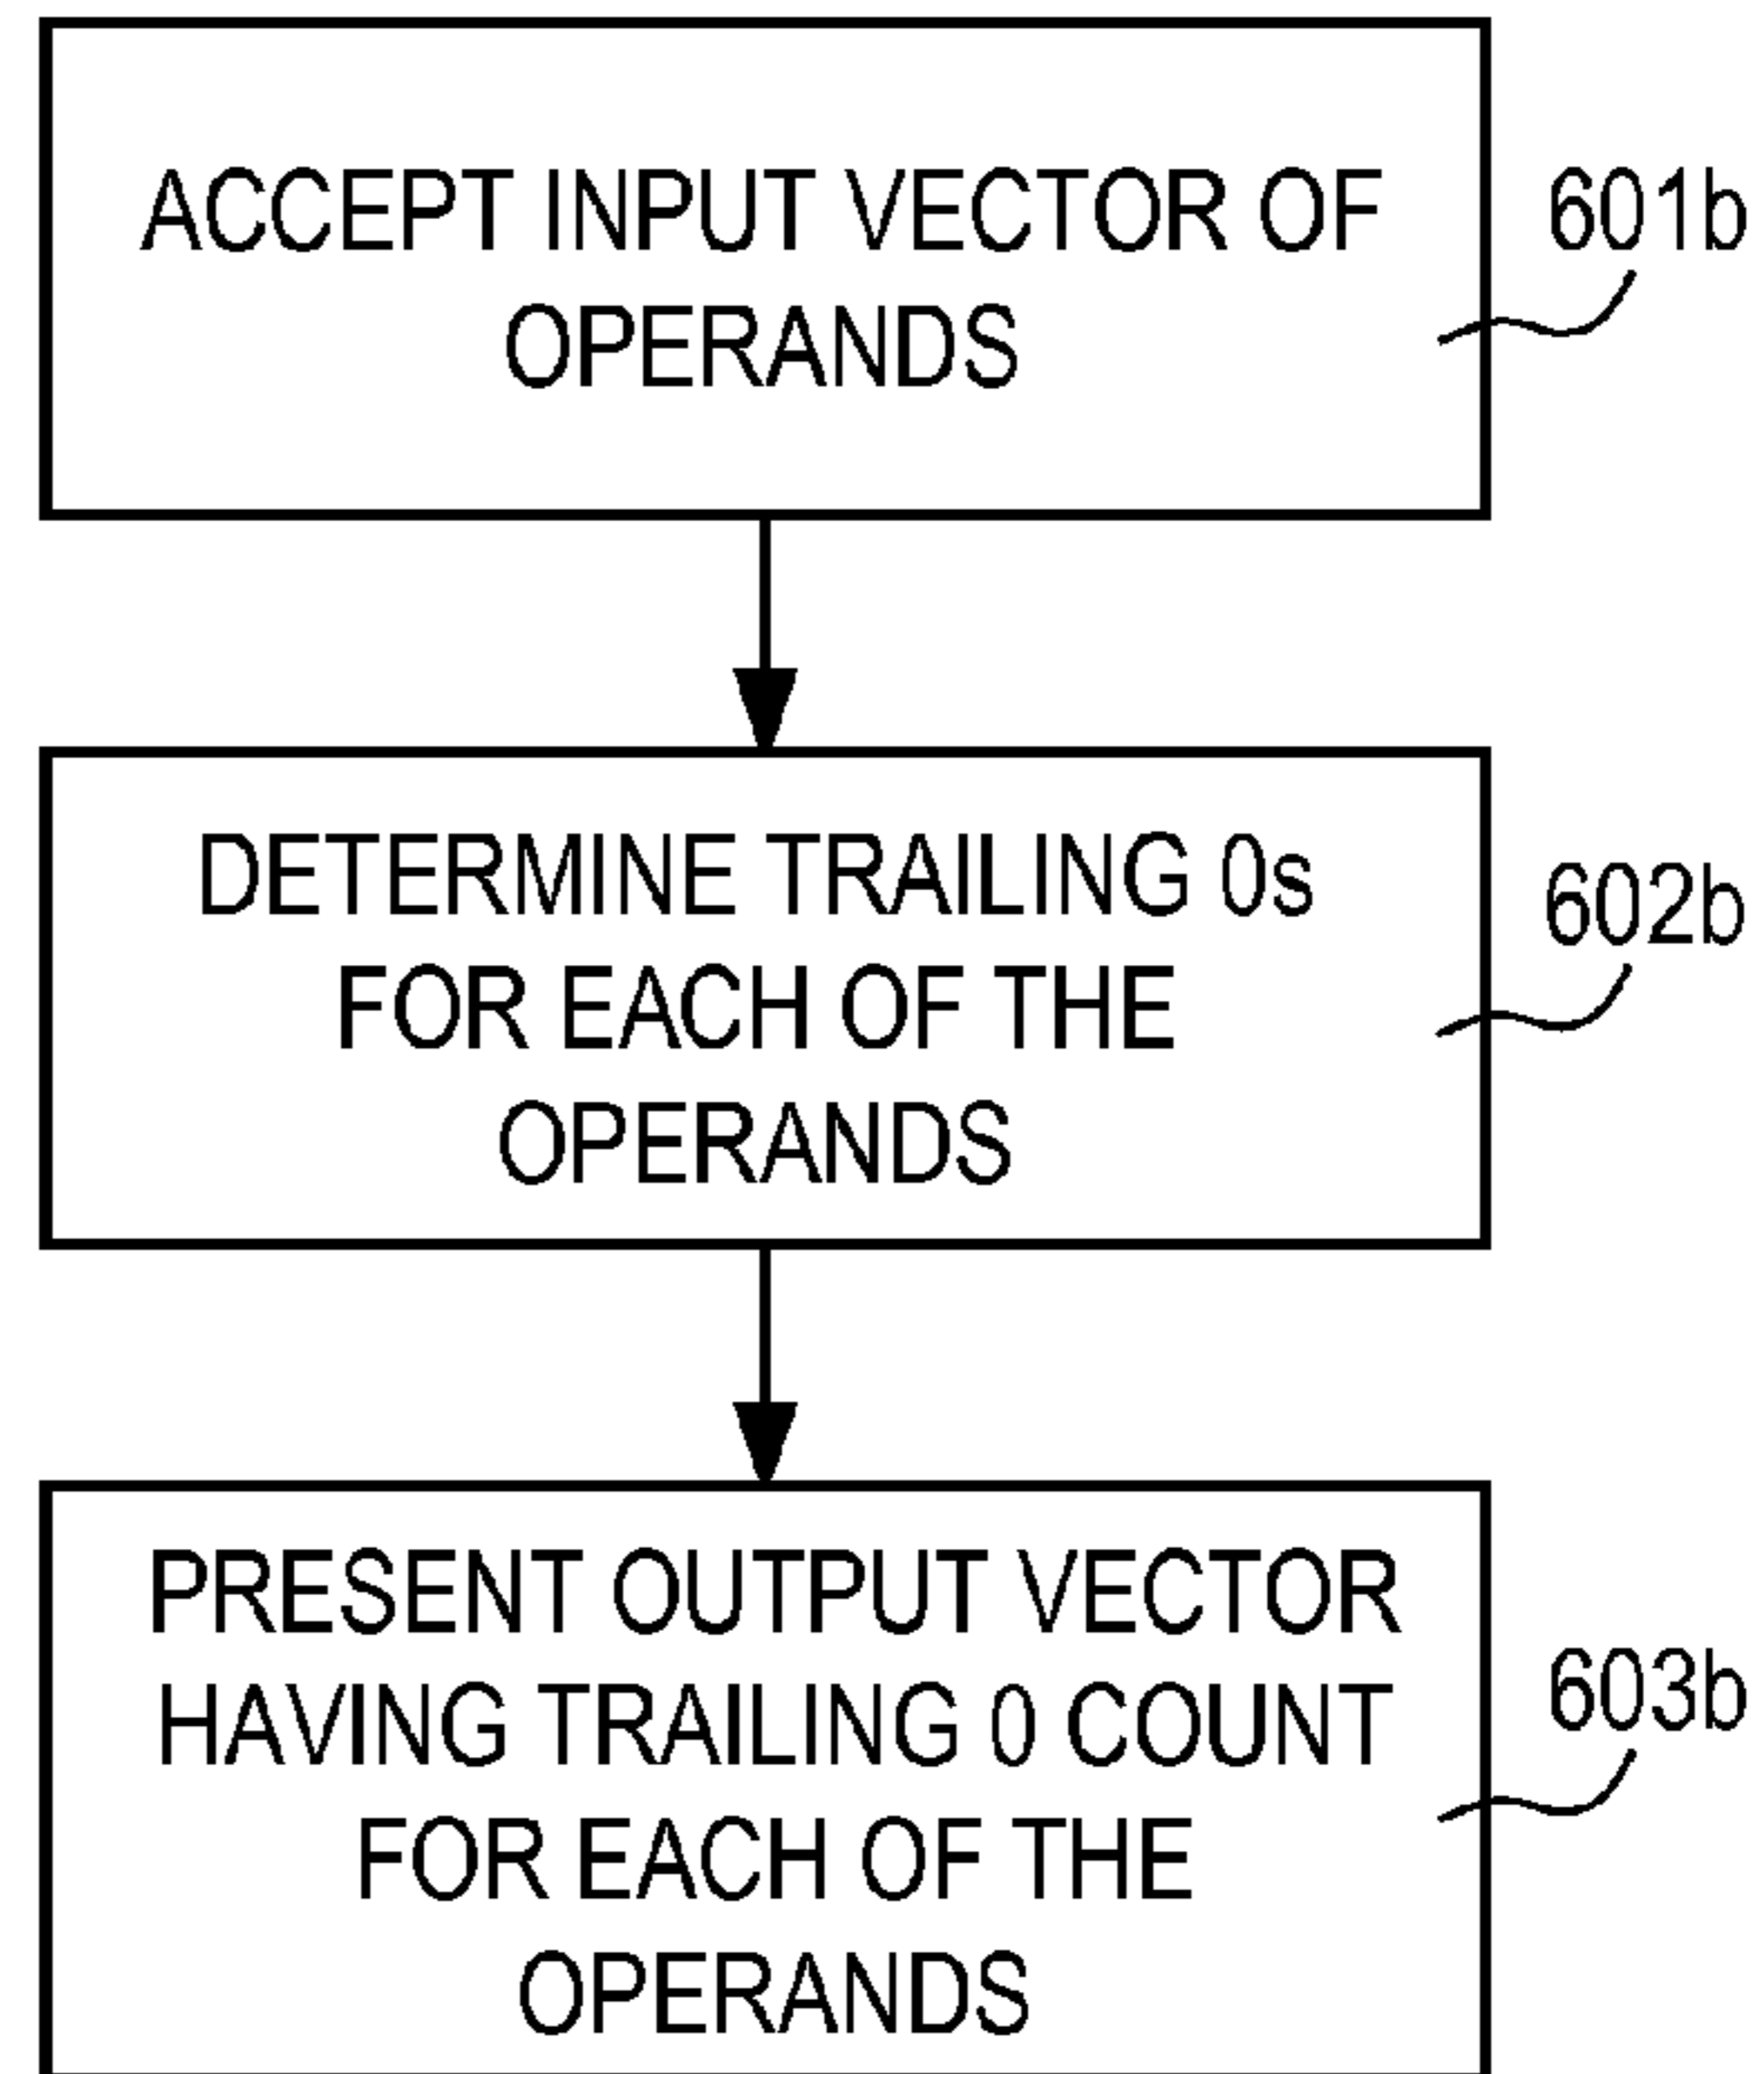 ACCEPT INPUT VECTOR OF
OPERANDS
601b
DETERMINE TRAILING 0s
FOR EACH OF THE
OPERANDS
602b
PRESENT OUTPUT VECTOR
HAVING TRAILING 0 COUNT
FOR EACH OF THE
OPERANDS
603b